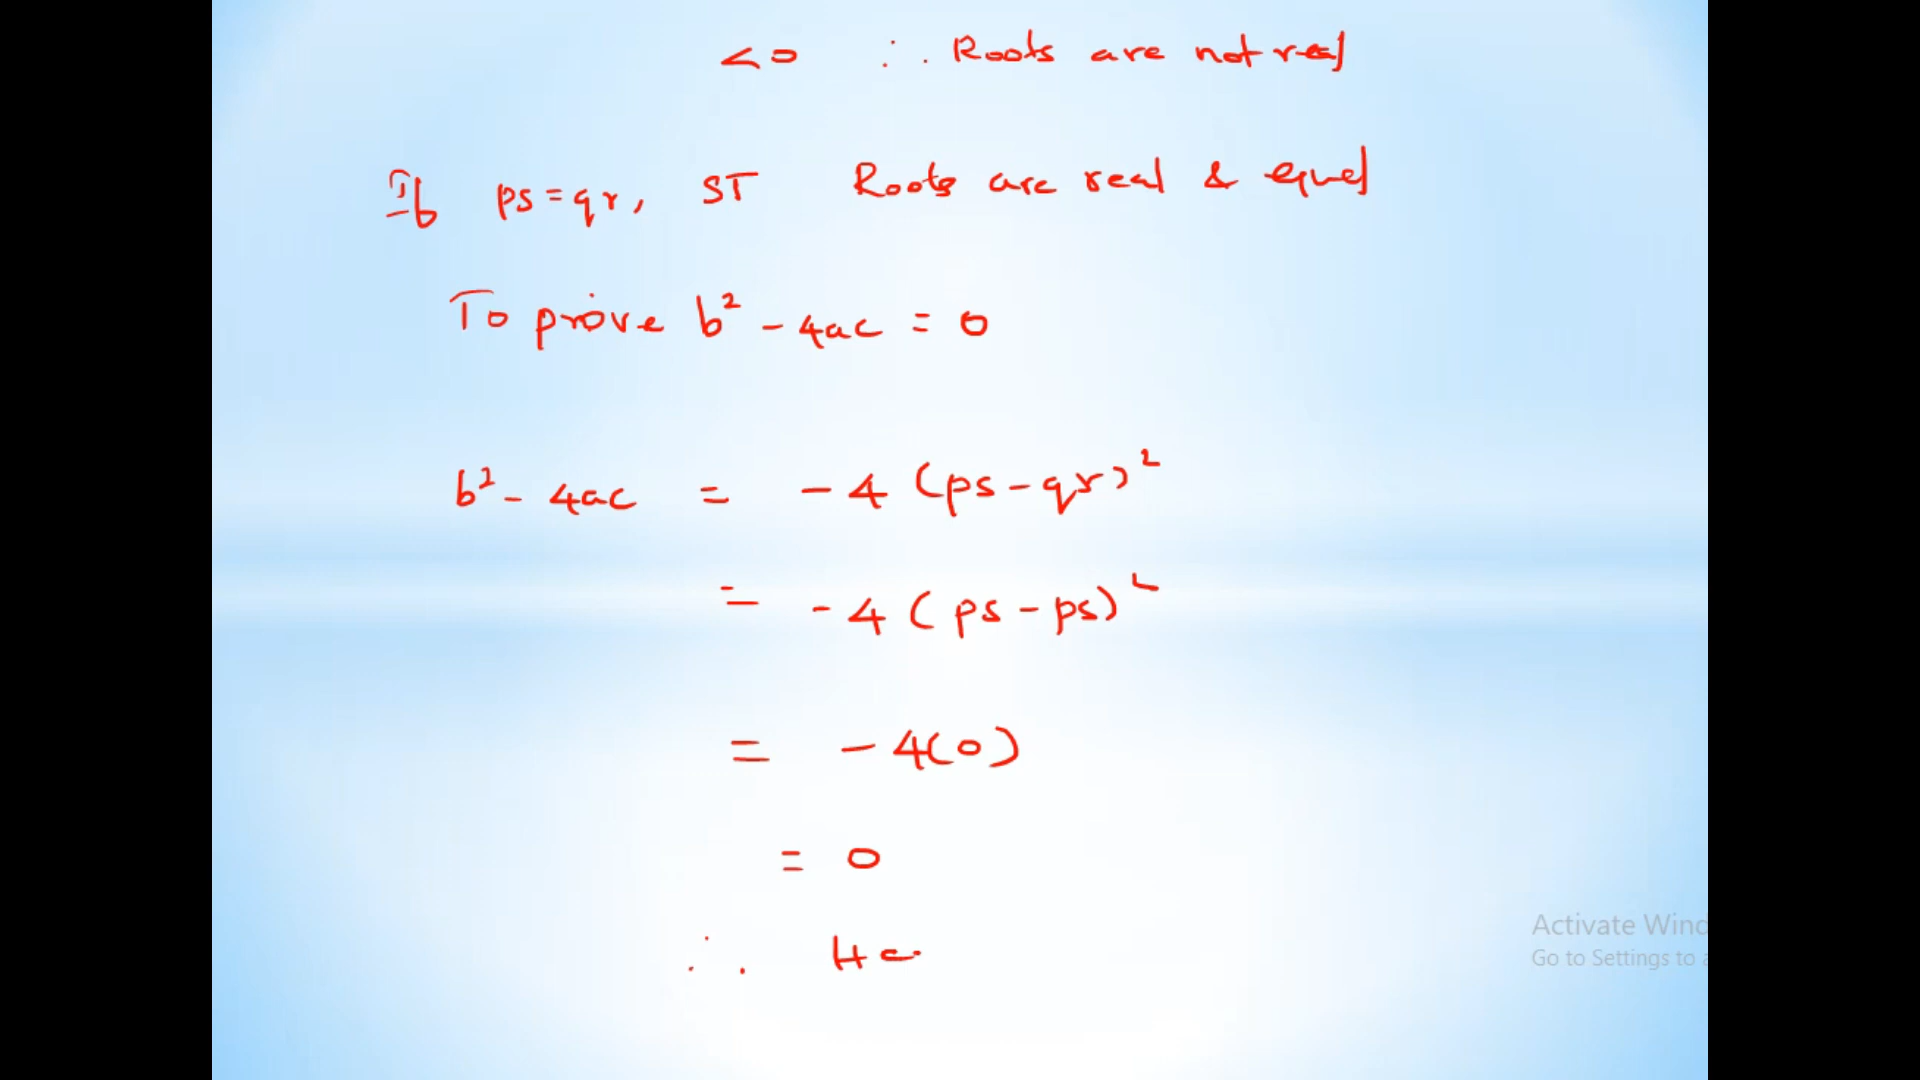 <0 ∴ Roots are not real
If ps=qr, ST Roots are real & equal
To prove b² - 4ac = 0
b² - 4ac = -4 (ps-qr)²
= -4 (ps-ps)²
= -4(0)
= 0
∴ He
Activate Wind
Go to Settings to a